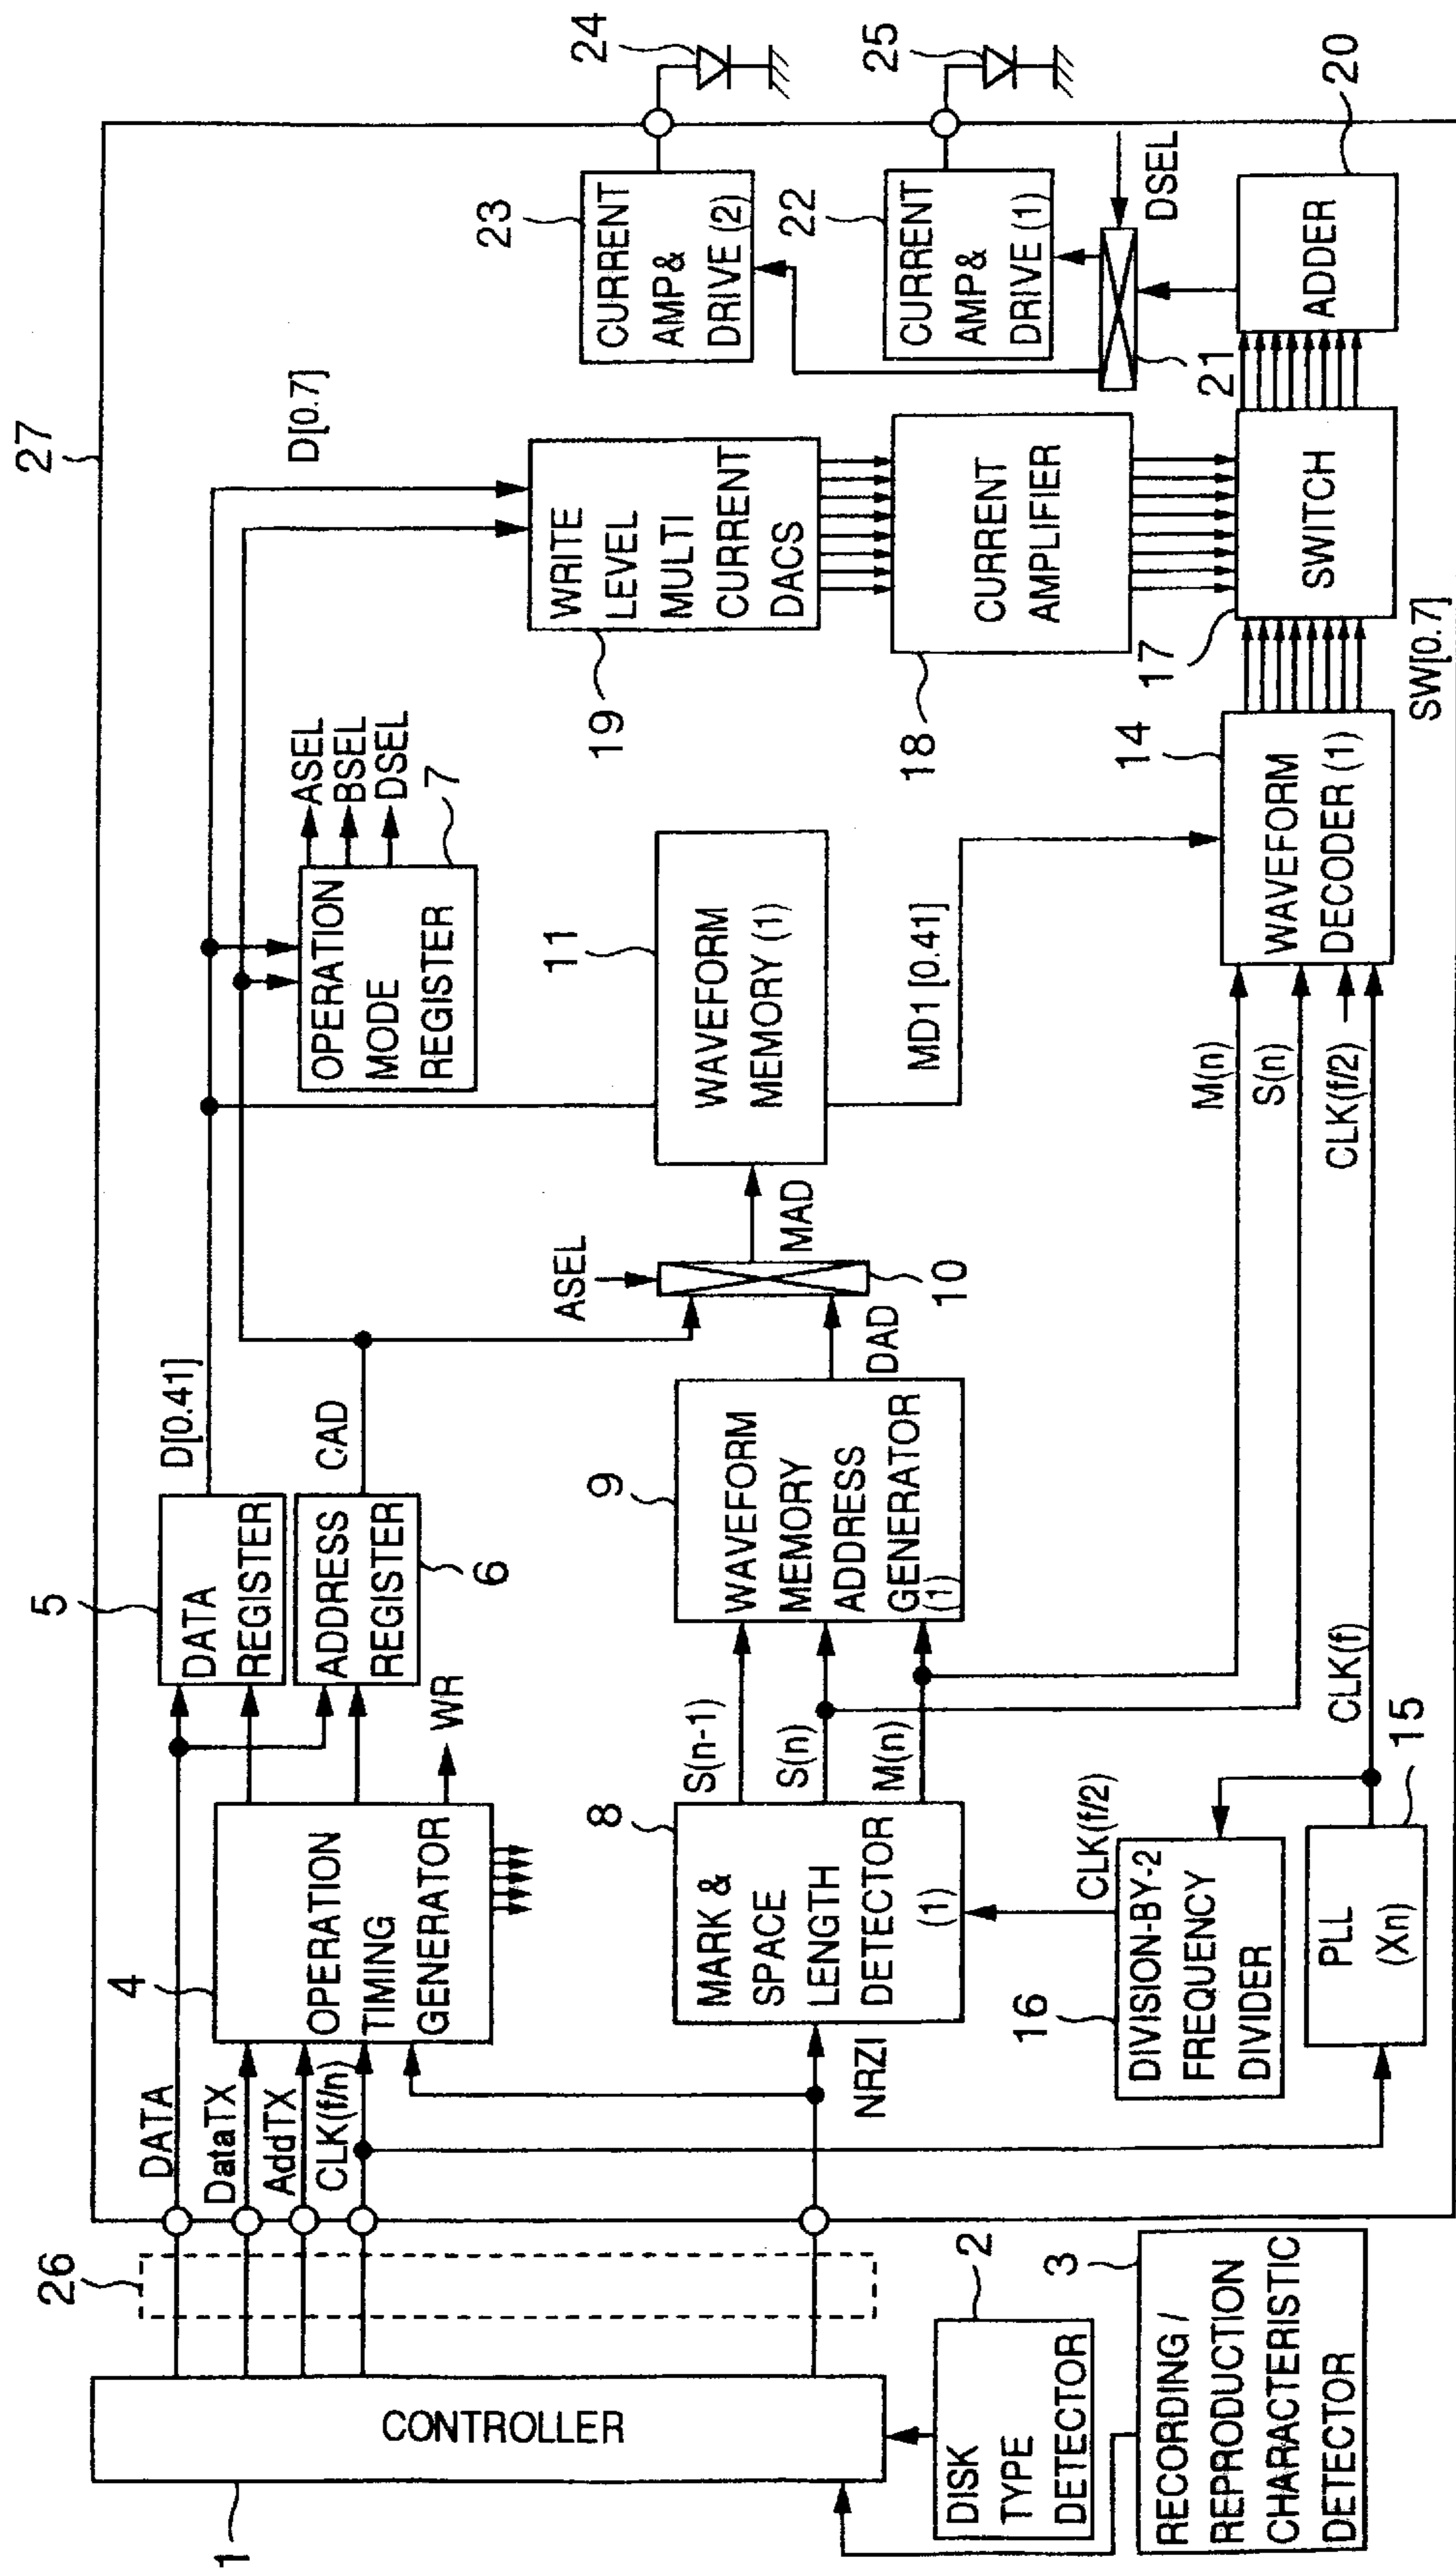 27
26
1
CONTROLLER
2
DISK
TYPE
DETECTOR
3
RECORDING /
REPRODUCTION
CHARACTERISTIC
DETECTOR
DATA
DataTX
AddTX
CLK(f/n)
NRZI
4
OPERATION
TIMING
GENERATOR
WR
5
DATA
REGISTER
D[0.41]
ADDRESS
REGISTER
6
CAD
OPERATION
MODE
REGISTER
7
ASEL
BSEL
DSEL
D[0.7]
8
MARK &
SPACE
LENGTH
DETECTOR
(1)
S(n-1)
S(n)
M(n)
9
WAVEFORM
MEMORY
ADDRESS
GENERATOR
(1)
DAD
ASEL
10
MAD
11
WAVEFORM
MEMORY (1)
MD1 [0.41]
WRITE
LEVEL
MULTI
CURRENT
DACS
19
CURRENT
AMPLIFIER
18
23
CURRENT
AMP&
DRIVE (2)
24
22
CURRENT
AMP&
DRIVE (1)
25
DSEL
21
16
DIVISION-BY-2
FREQUENCY
DIVIDER
CLK(f/2)
PLL
(Xn)
15
CLK(f)
M(n)
S(n)
CLK(f/2)
14
WAVEFORM
DECODER (1)
SW[0.7]
17
SWITCH
ADDER
20